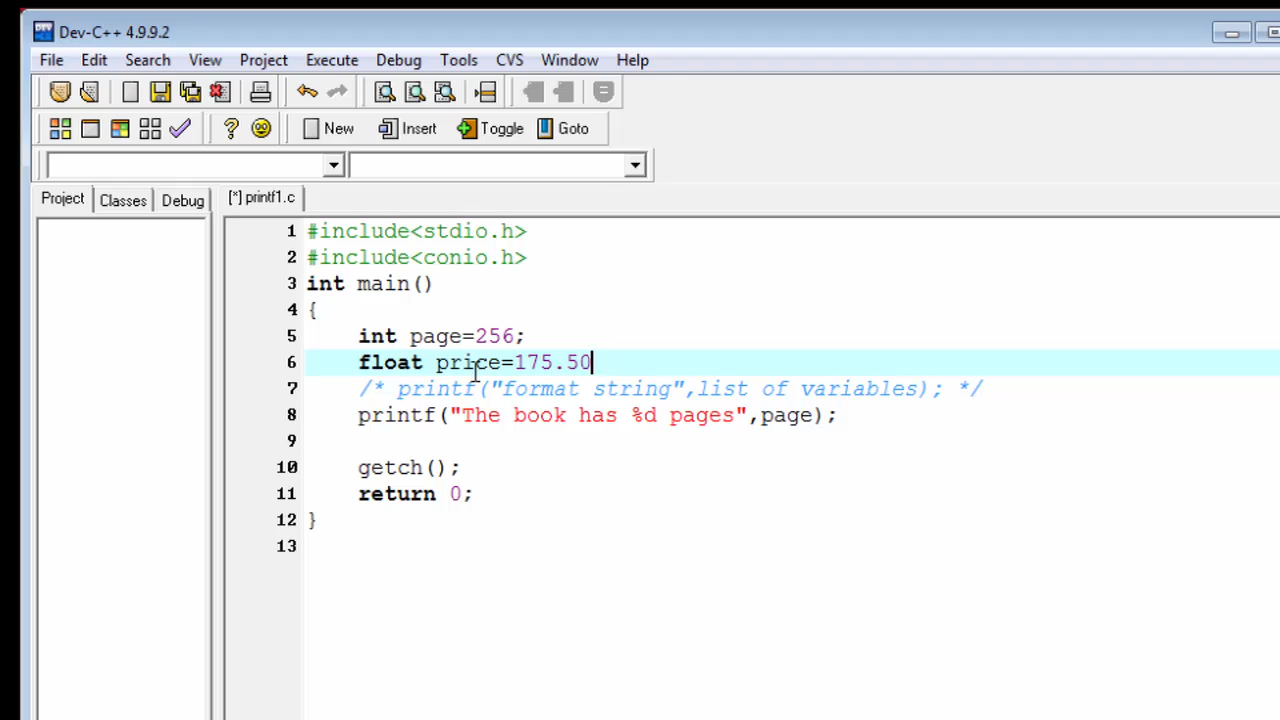 Dev-C++ 4.9.9.2
File Edit Search View Project Execute Debug Tools CVS Window Help
New Insert Toggle Goto
Project Classes Debug [*] printf1.c
1 #include<stdio.h>
2 #include<conio.h>
3 int main()
4 {
5 int page=256;
6 float price=175.50
7 /* printf("format string",list of variables); */
8 printf("The book has %d pages",page);
9
10 getch();
11 return 0;
12 }
13